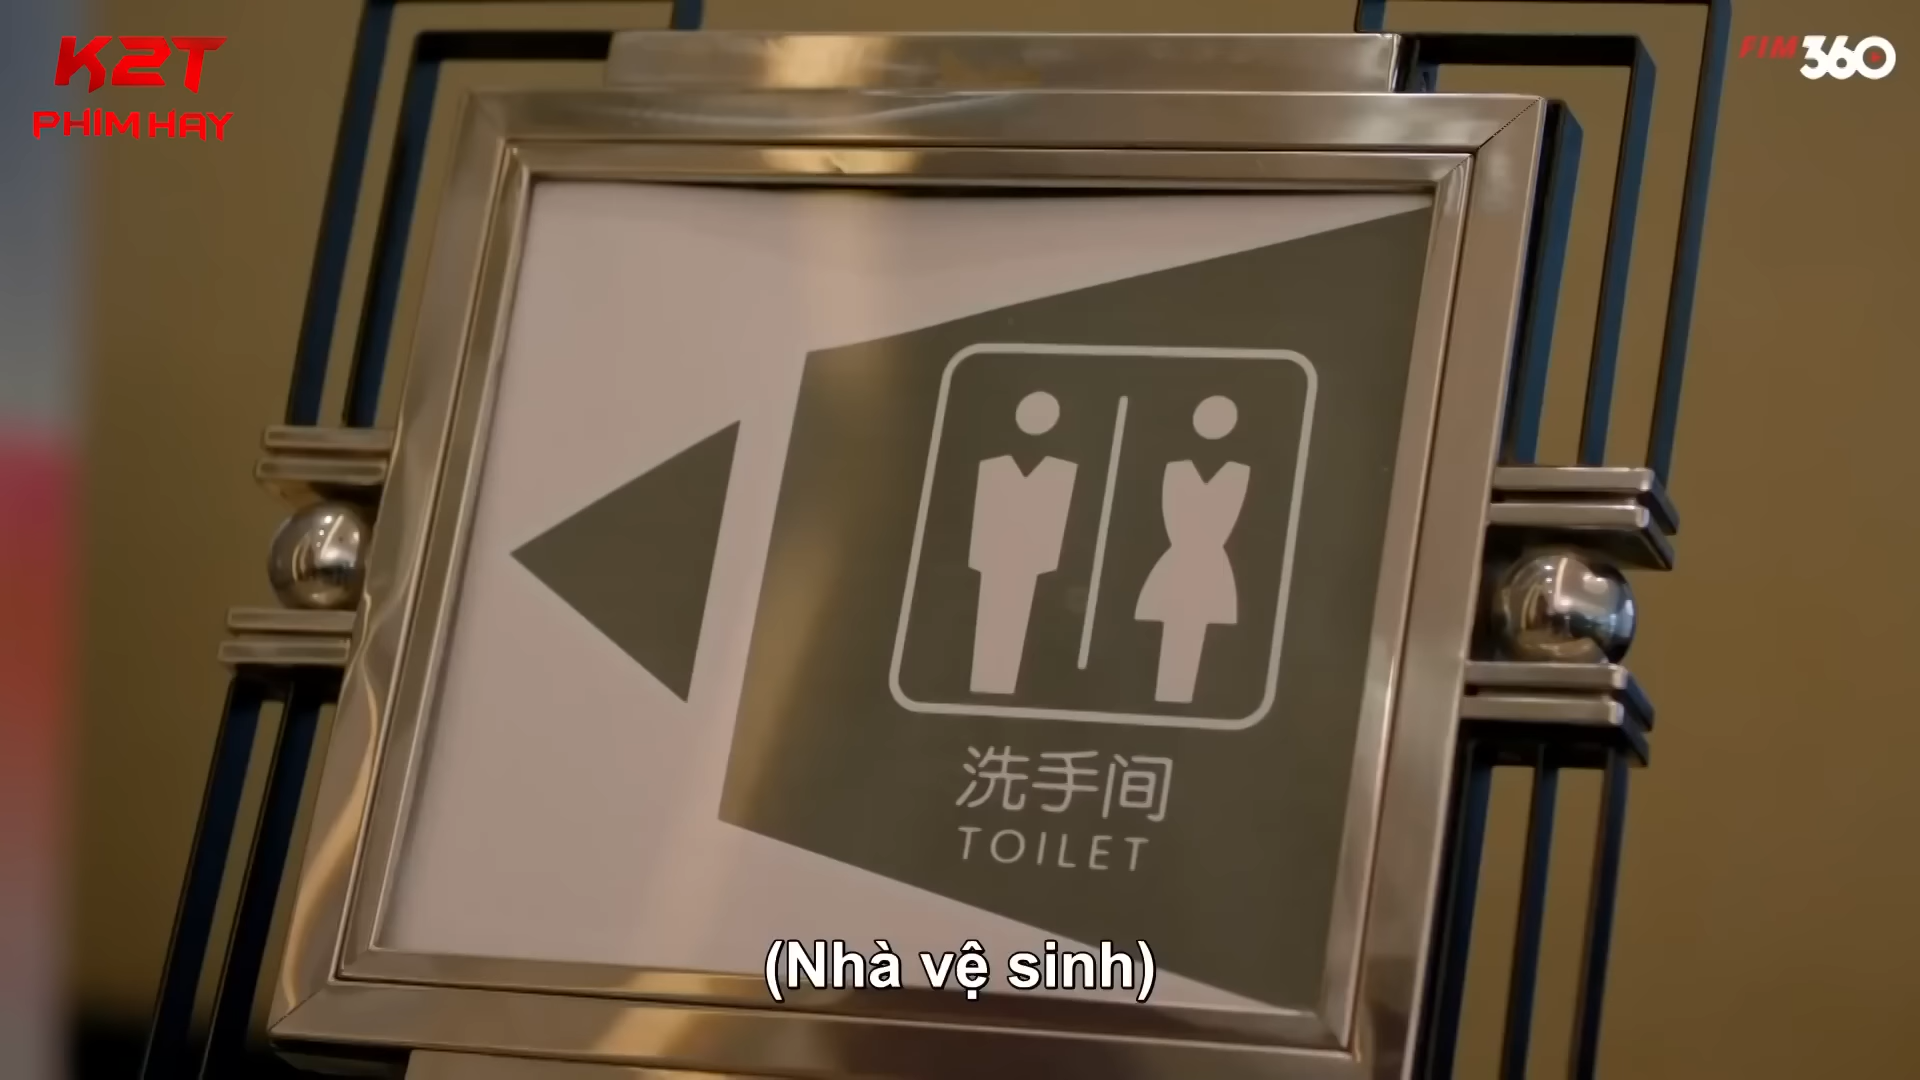 K2T
PHIM HAY
FIM360
洗手间
TOILET
(Nhà vệ sinh)